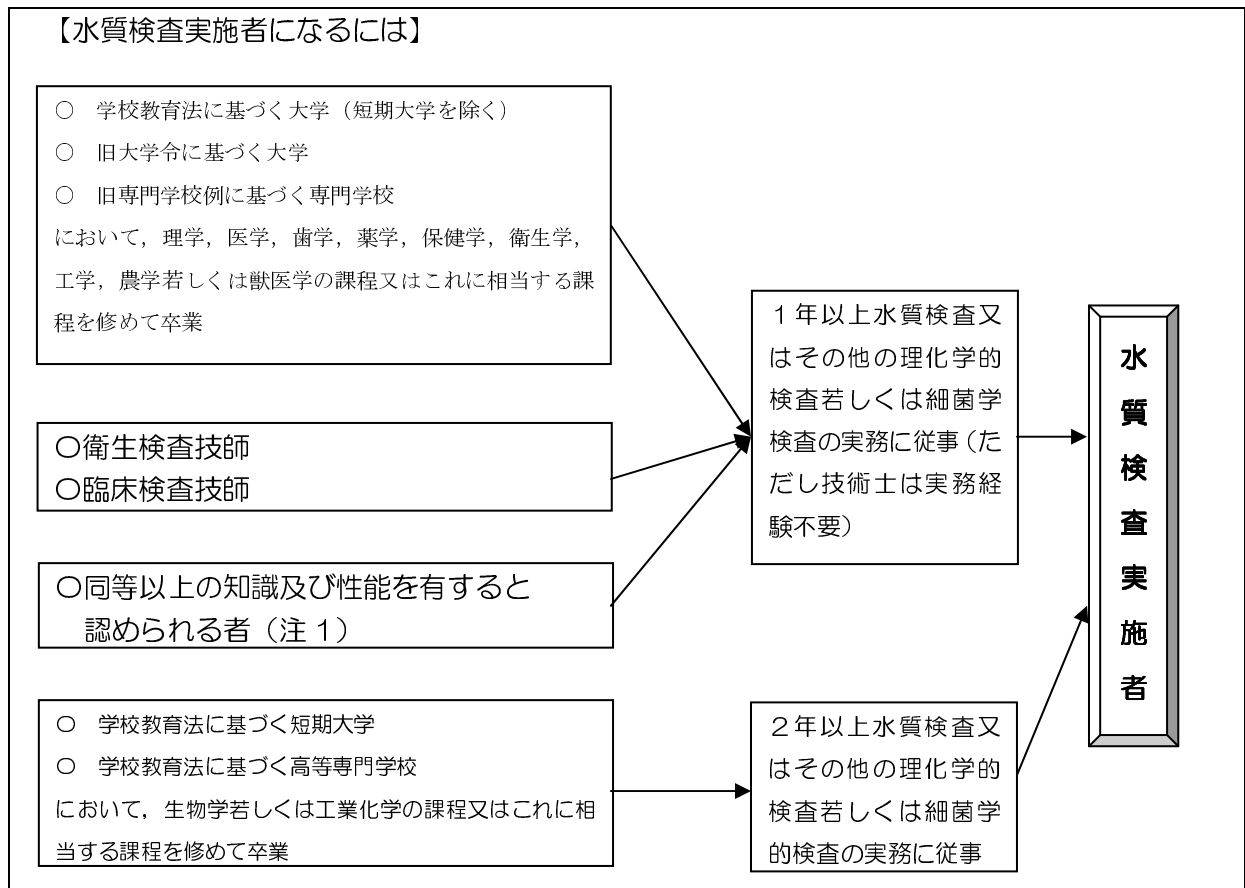 【水質検査実施者になるには】
○　学校教育法に基づく大学（短期大学を除く）
○　旧大学令に基づく大学
○　旧専門学校例に基づく専門学校
において，理学，医学，歯学，薬学，保健学，衛生学，
工学，農学若しくは獣医学の課程又はこれに相当する課
程を修めて卒業
○衛生検査技師
○臨床検査技師
○同等以上の知識及び性能を有すると
認められる者（注１）
○　学校教育法に基づく短期大学
○　学校教育法に基づく高等専門学校
において，生物学若しくは工業化学の課程又はこれに相
当する課程を修めて卒業
１年以上水質検査又
はその他の理化学的
検査若しくは細菌学
検査の実務に従事（た
だし技術士は実務経
験不要）
２年以上水質検査又
はその他の理化学的
検査若しくは細菌学
的検査の実務に従事
水質検査実施者